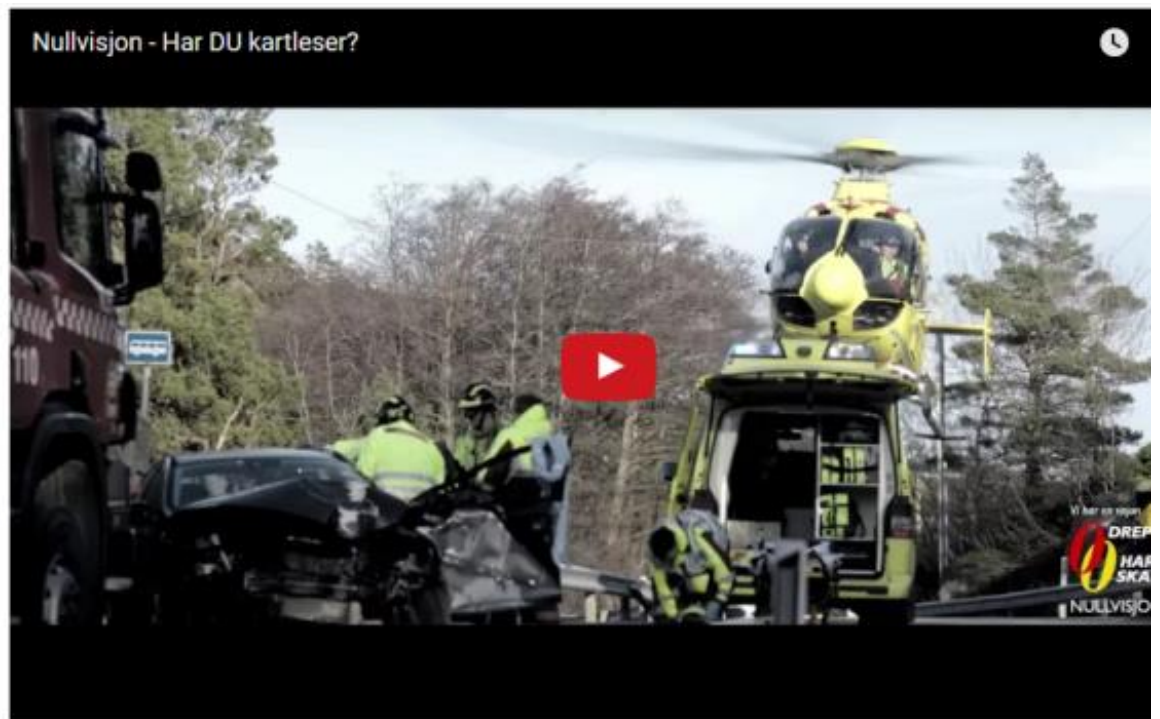 Nullvisjon - Har DU kartleser?
110
Vi har en visjon
DREP
HAR
SKA
NULLVISJO